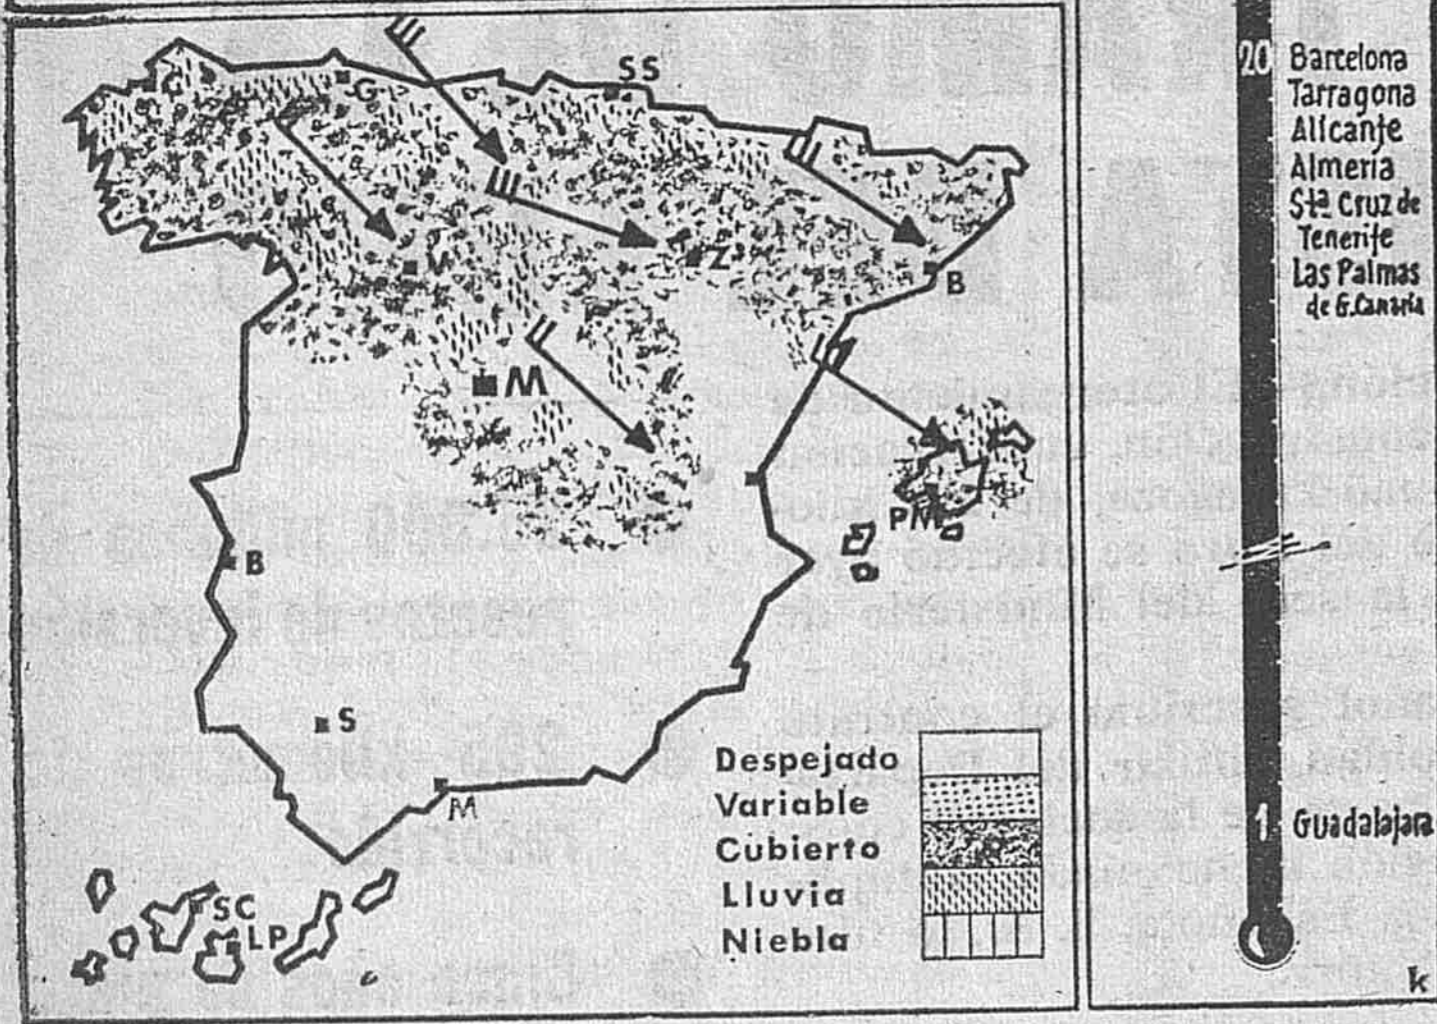 SS
G
V
Z
B
M
PM
B
S
M
SC
LP
Despejado
Variable
Cubierto
Lluvia
Niebla
20
Barcelona
Tarragona
Alicante
Almería
Stª Cruz de
Tenerife
Las Palmas
de G. Canaria
1
Guadalajara
k